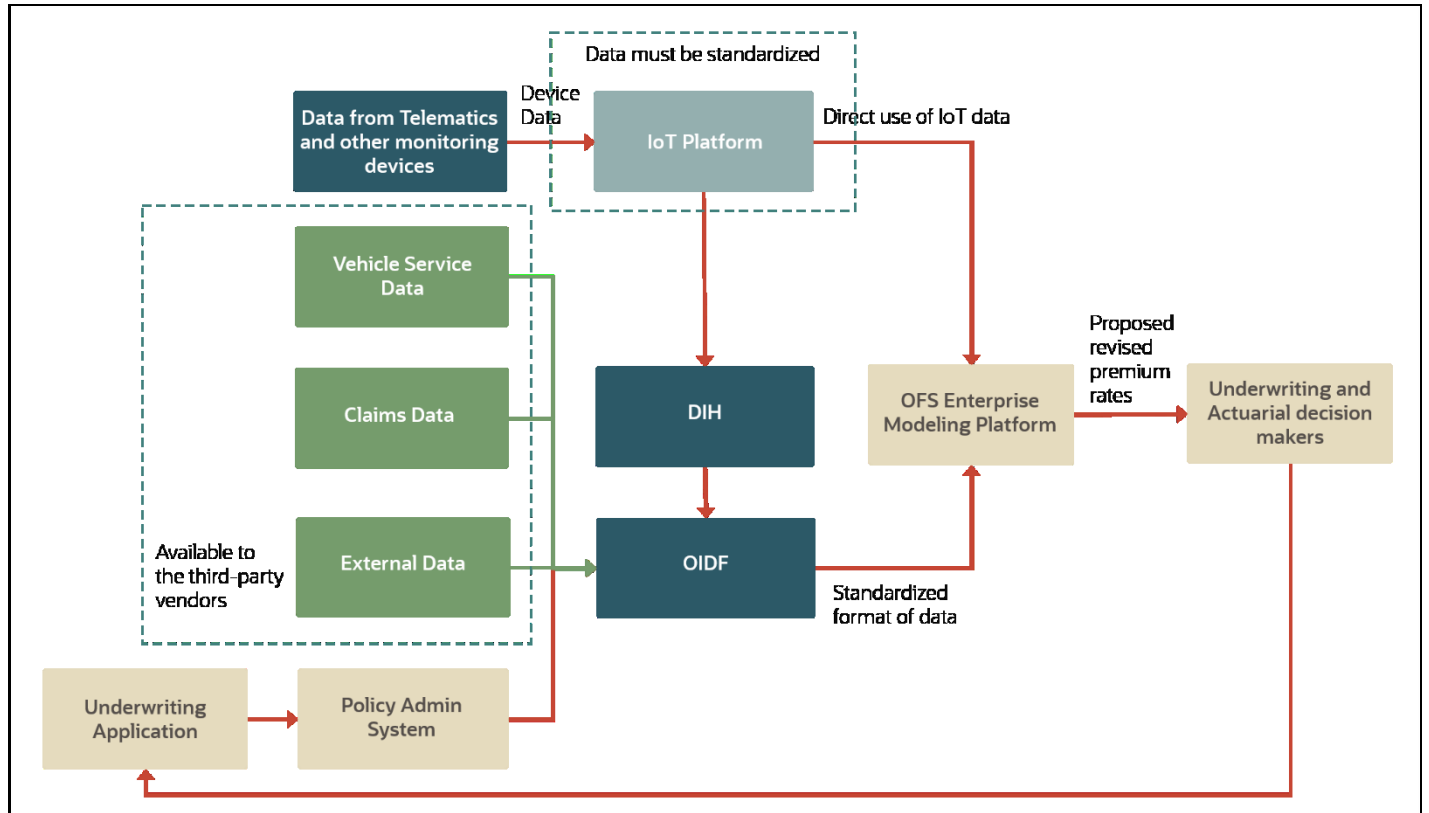 Data must be standardized
Device
Data
Data from Telematics
and other monitoring
devices
IoT Platform
Direct use of IoT data
Vehicle Service
Data
Claims Data
External Data
Available to
the third-party
vendors
DIH
OIDF
Standardized
format of data
OFS Enterprise
Modeling Platform
Proposed
revised
premium
rates
Underwriting and
Actuarial decision
makers
Underwriting
Application
Policy Admin
System